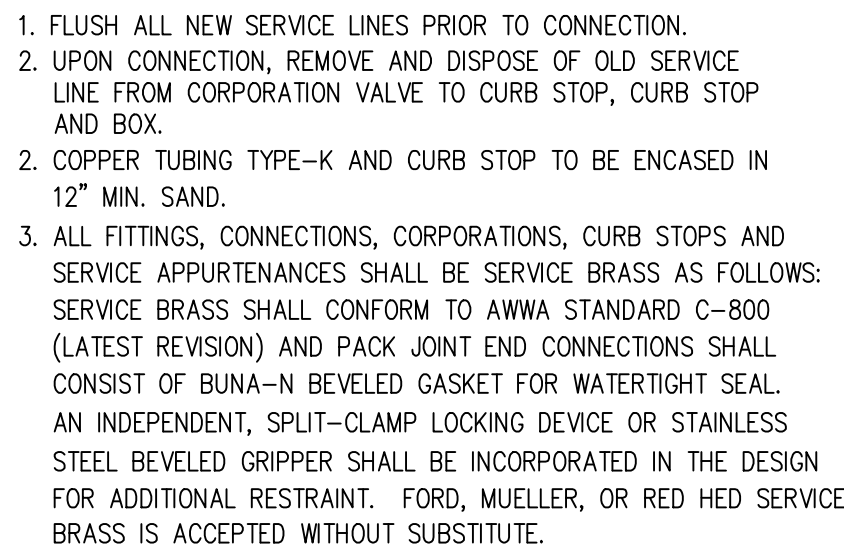 1. FLUSH ALL NEW SERVICE LINES PRIOR TO CONNECTION.
2. UPON CONNECTION, REMOVE AND DISPOSE OF OLD SERVICE
LINE FROM CORPORATION VALVE TO CURB STOP, CURB STOP
AND BOX.
2. COPPER TUBING TYPE-K AND CURB STOP TO BE ENCASED IN
12" MIN. SAND.
3. ALL FITTINGS, CONNECTIONS, CORPORATIONS, CURB STOPS AND
SERVICE APPURTENANCES SHALL BE SERVICE BRASS AS FOLLOWS:
SERVICE BRASS SHALL CONFORM TO AWWA STANDARD C-800
(LATEST REVISION) AND PACK JOINT END CONNECTIONS SHALL
CONSIST OF BUNA-N BEVELED GASKET FOR WATERTIGHT SEAL.
AN INDEPENDENT, SPLIT-CLAMP LOCKING DEVICE OR STAINLESS
STEEL BEVELED GRIPPER SHALL BE INCORPORATED IN THE DESIGN
FOR ADDITIONAL RESTRAINT. FORD, MUELLER, OR RED HED SERVICE
BRASS IS ACCEPTED WITHOUT SUBSTITUTE.